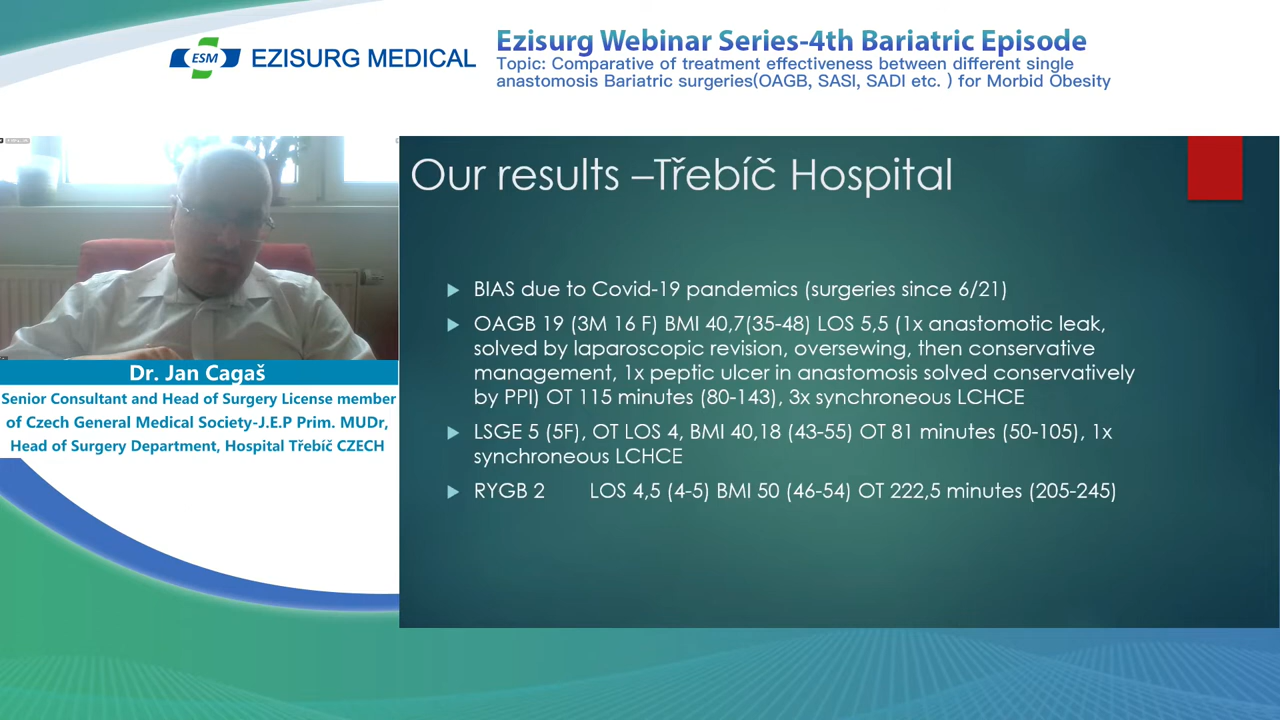 ESM
EZISURG MEDICAL
Ezisurg Webinar Series-4th Bariatric Episode
Topic: Comparative of treatment effectiveness between different single
anastomosis Bariatric surgeries(OAGB, SASI, SADI etc. ) for Morbid Obesity
Our results –Třebíč Hospital
BIAS due to Covid-19 pandemics (surgeries since 6/21)
OAGB 19 (3M 16 F) BMI 40,7(35-48) LOS 5,5 (1x anastomotic leak,
solved by laparoscopic revision, oversewing, then conservative
management, 1x peptic ulcer in anastomosis solved conservatively
by PPI) OT 115 minutes (80-143), 3x synchroneous LCHCE
LSGE 5 (5F), OT LOS 4, BMI 40,18 (43-55) OT 81 minutes (50-105), 1x
synchroneous LCHCE
RYGB 2 LOS 4,5 (4-5) BMI 50 (46-54) OT 222,5 minutes (205-245)
Dr. Jan Cagaš
Senior Consultant and Head of Surgery License member
of Czech General Medical Society-J.E.P Prim. MUDr,
Head of Surgery Department, Hospital Třebíč CZECH